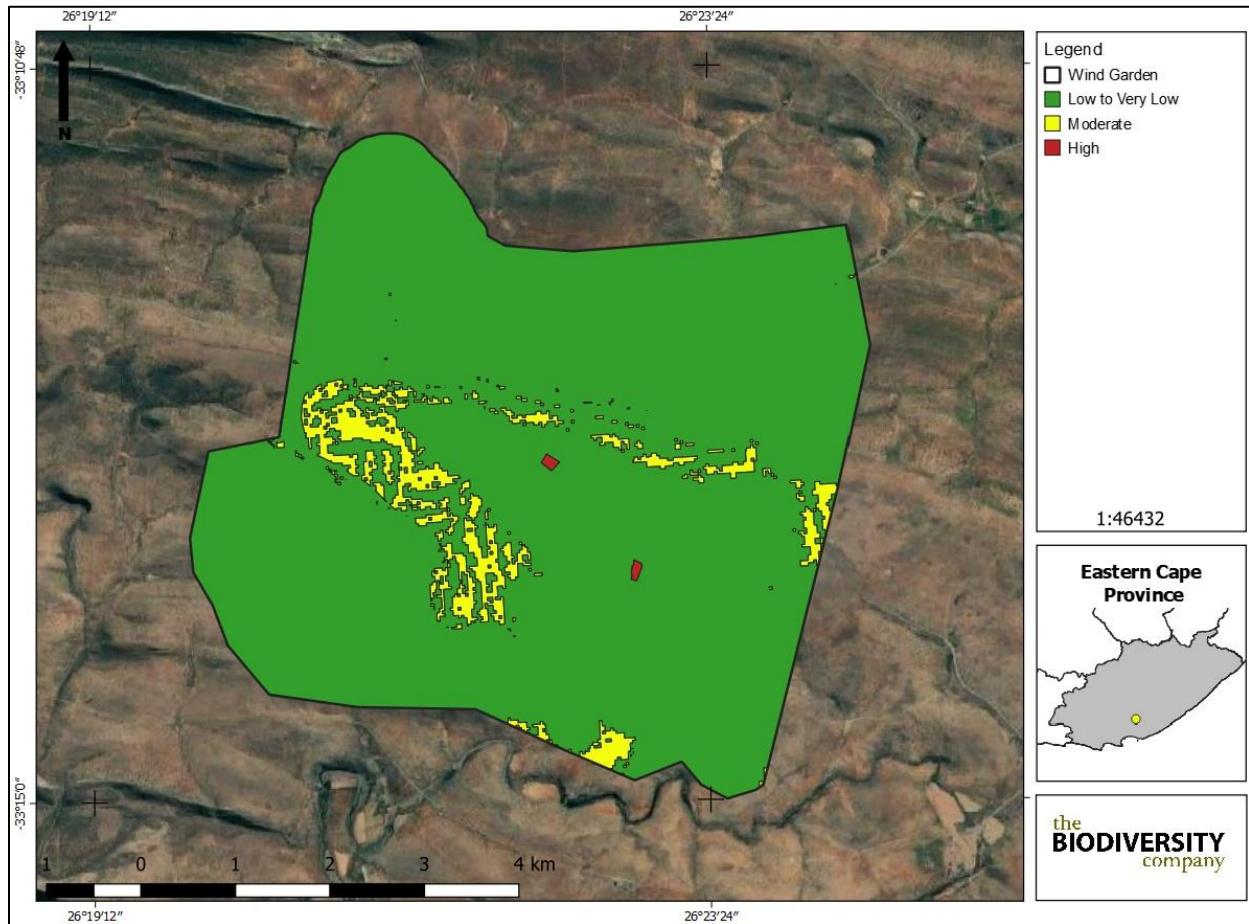 26°19'12" 26°23'24"
-33°10'48"
N
-33°15'0"
1 0 1 2 3 4 km
26°19'12" 26°23'24"
Legend
Wind Garden
Low to Very Low
Moderate
High
1:46432
Eastern Cape
Province
the
BIODIVERSITY
company